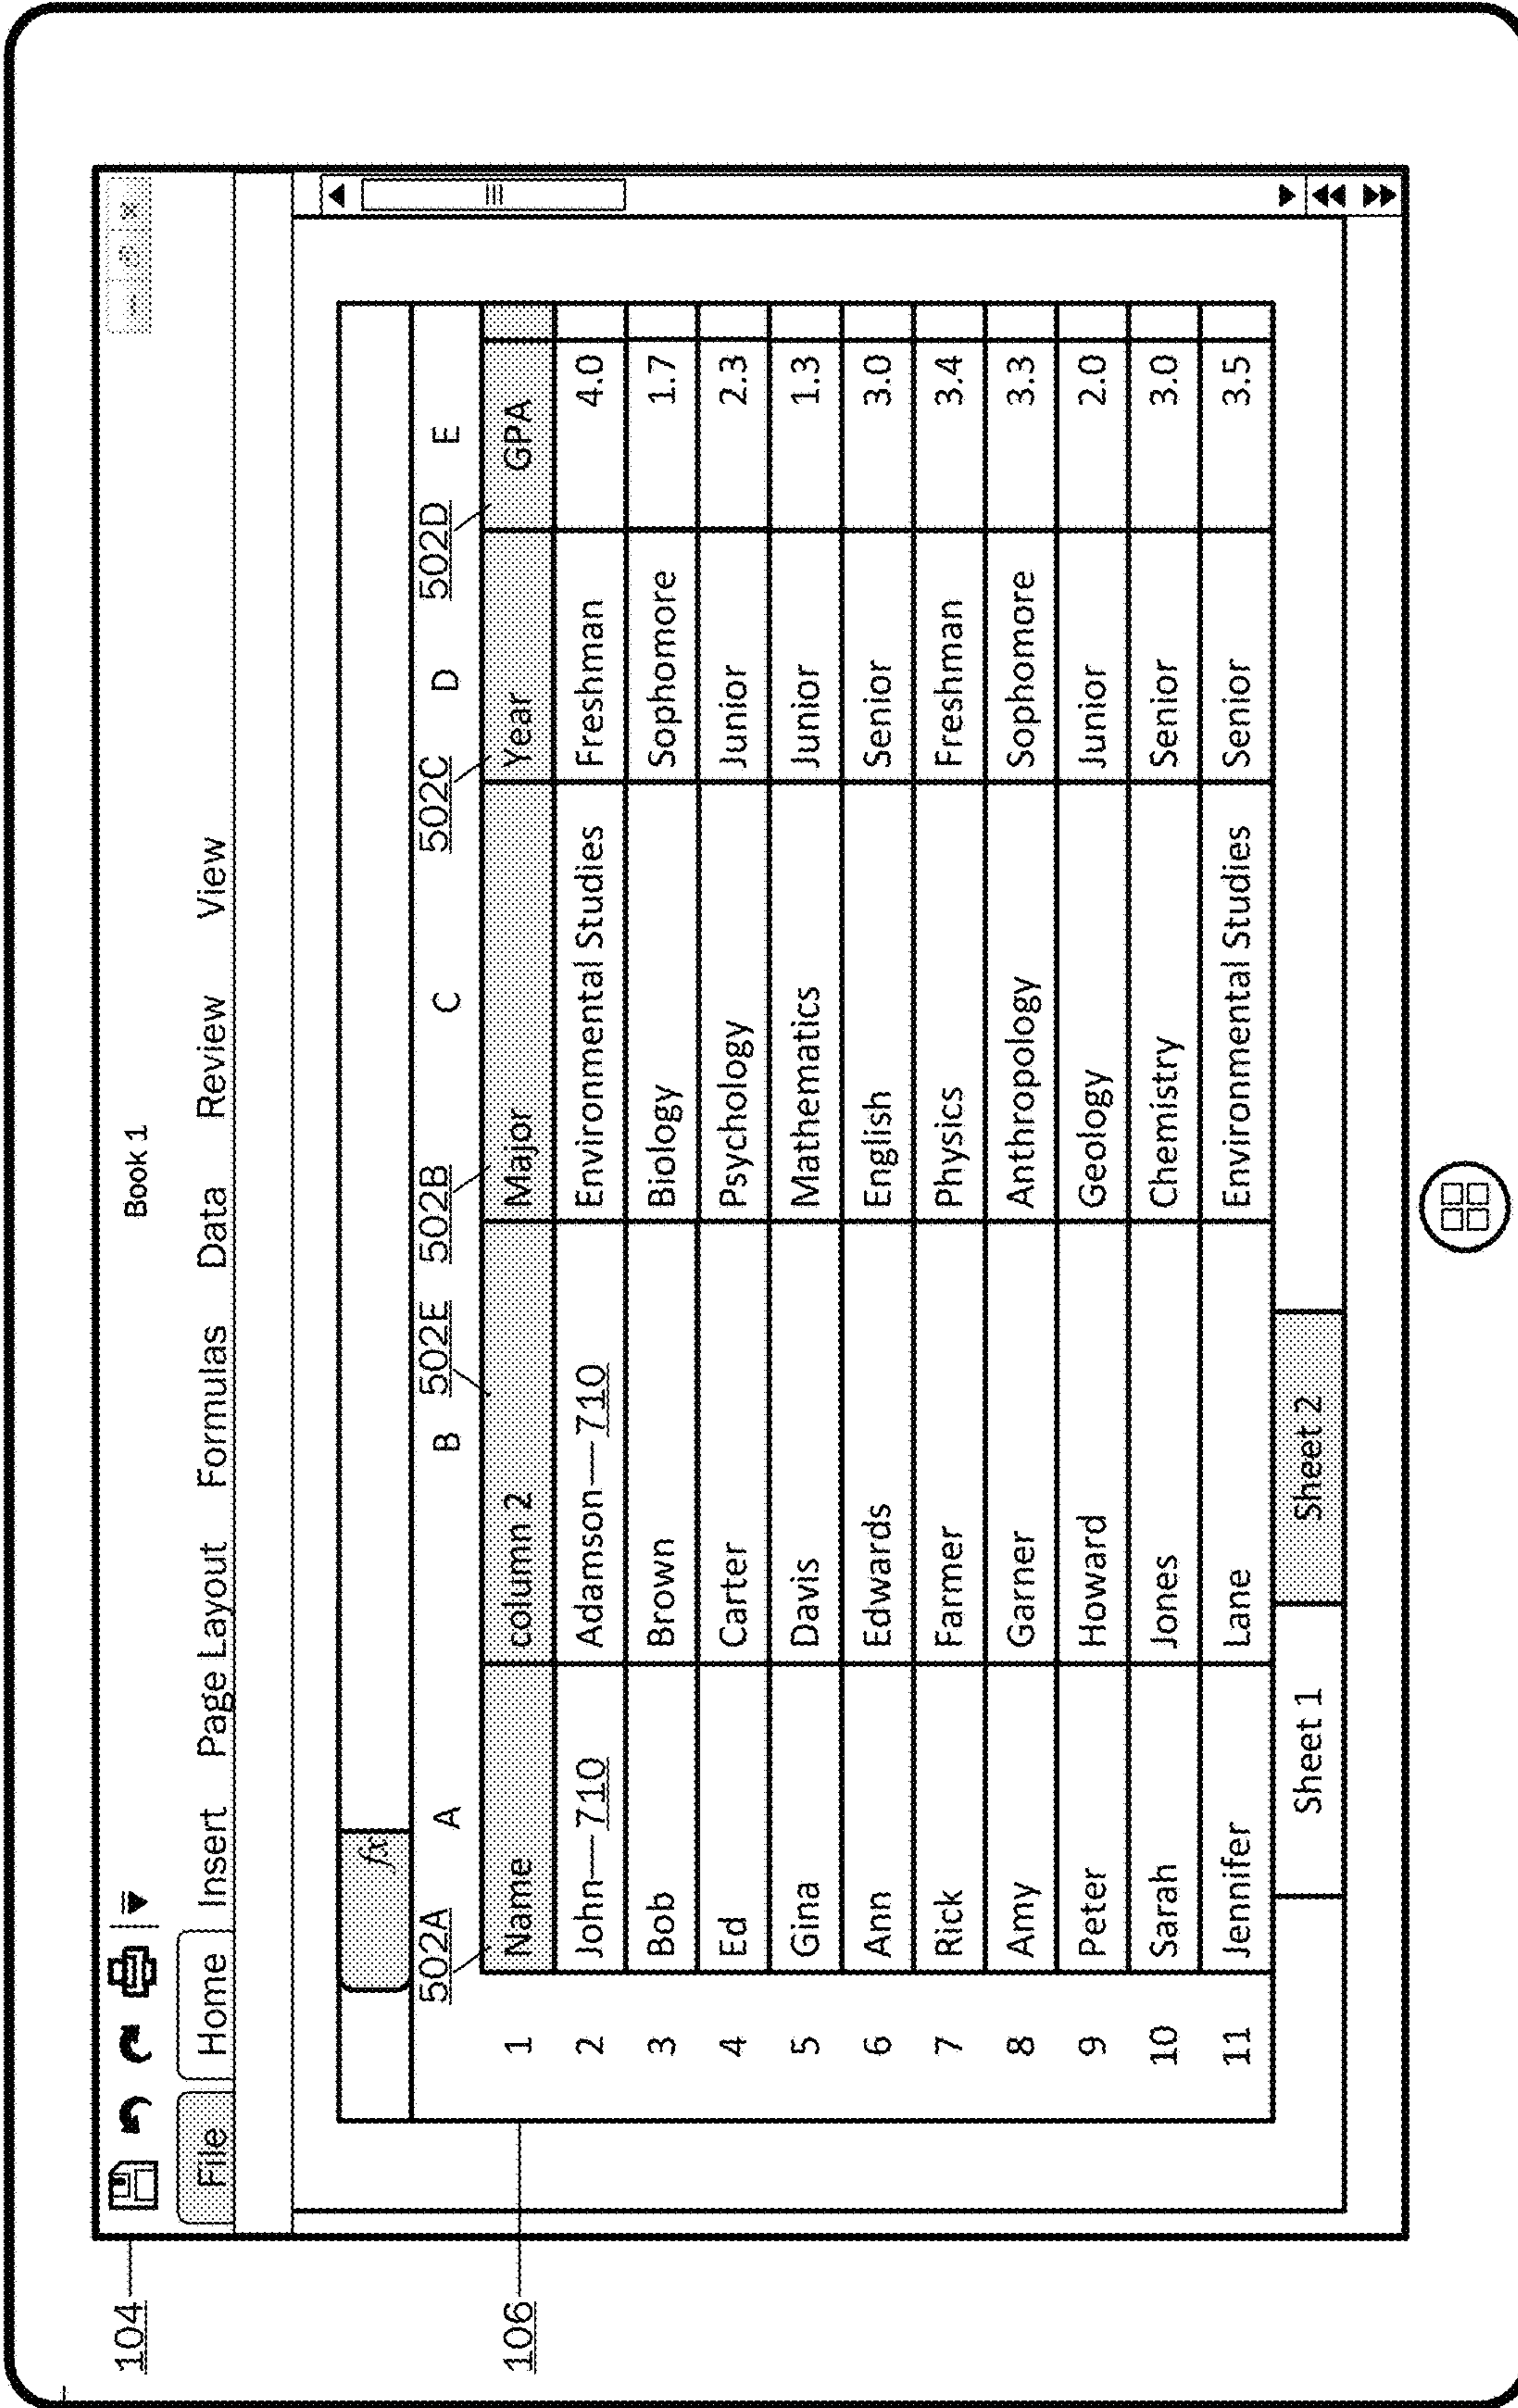 104
Book 1
File Home Insert Page Layout Formulas Data Review View
fx
502A A B 502E 502B C 502C D 502D E
1 Name column 2 Major Year GPA
2 John—710 Adamson—710 Environmental Studies Freshman 4.0
3 Bob Brown Biology Sophomore 1.7
4 Ed Carter Psychology Junior 2.3
5 Gina Davis Mathematics Junior 1.3
6 Ann Edwards English Senior 3.0
7 Rick Farmer Physics Freshman 3.4
8 Amy Garner Anthropology Sophomore 3.3
9 Peter Howard Geology Junior 2.0
10 Sarah Jones Chemistry Senior 3.0
11 Jennifer Lane Environmental Studies Senior 3.5
106
Sheet 1 Sheet 2